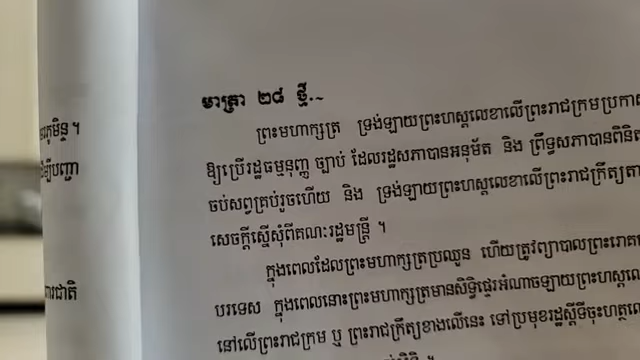 មាត្រា ២៨ ថ្មី.~
ព្រះមហាក្សត្រ ទ្រង់ឡាយព្រះហស្តលេខាលើព្រះរាជក្រមប្រកាស
ឱ្យប្រើរដ្ឋធម្មនុញ្ញ ច្បាប់ ដែលរដ្ឋសភាបានអនុម័ត និង ព្រឹទ្ធសភាបានពិនិត
ចប់សព្វគ្រប់រួចហើយ និង ទ្រង់ឡាយព្រះហស្តលេខាលើព្រះរាជក្រឹត្យតា
សេចក្ដីស្នើសុំពីគណៈរដ្ឋមន្ត្រី ។
ក្នុងពេលដែលព្រះមហាក្សត្រប្រឈួន ហើយត្រូវព្យាបាលព្រះរោគ
បរទេស ក្នុងពេលនោះព្រះមហាក្សត្រមានសិទ្ធិផ្ទេរអំណាចឡាយព្រះហស្តលេ
នៅលើព្រះរាជក្រម ឬ ព្រះរាជក្រឹត្យខាងលើនេះ ទៅប្រមុខរដ្ឋស្ដីទីចុះហត្ថលេ
ភូមិន្ទ ។
បញ្ជា
ជាតិ